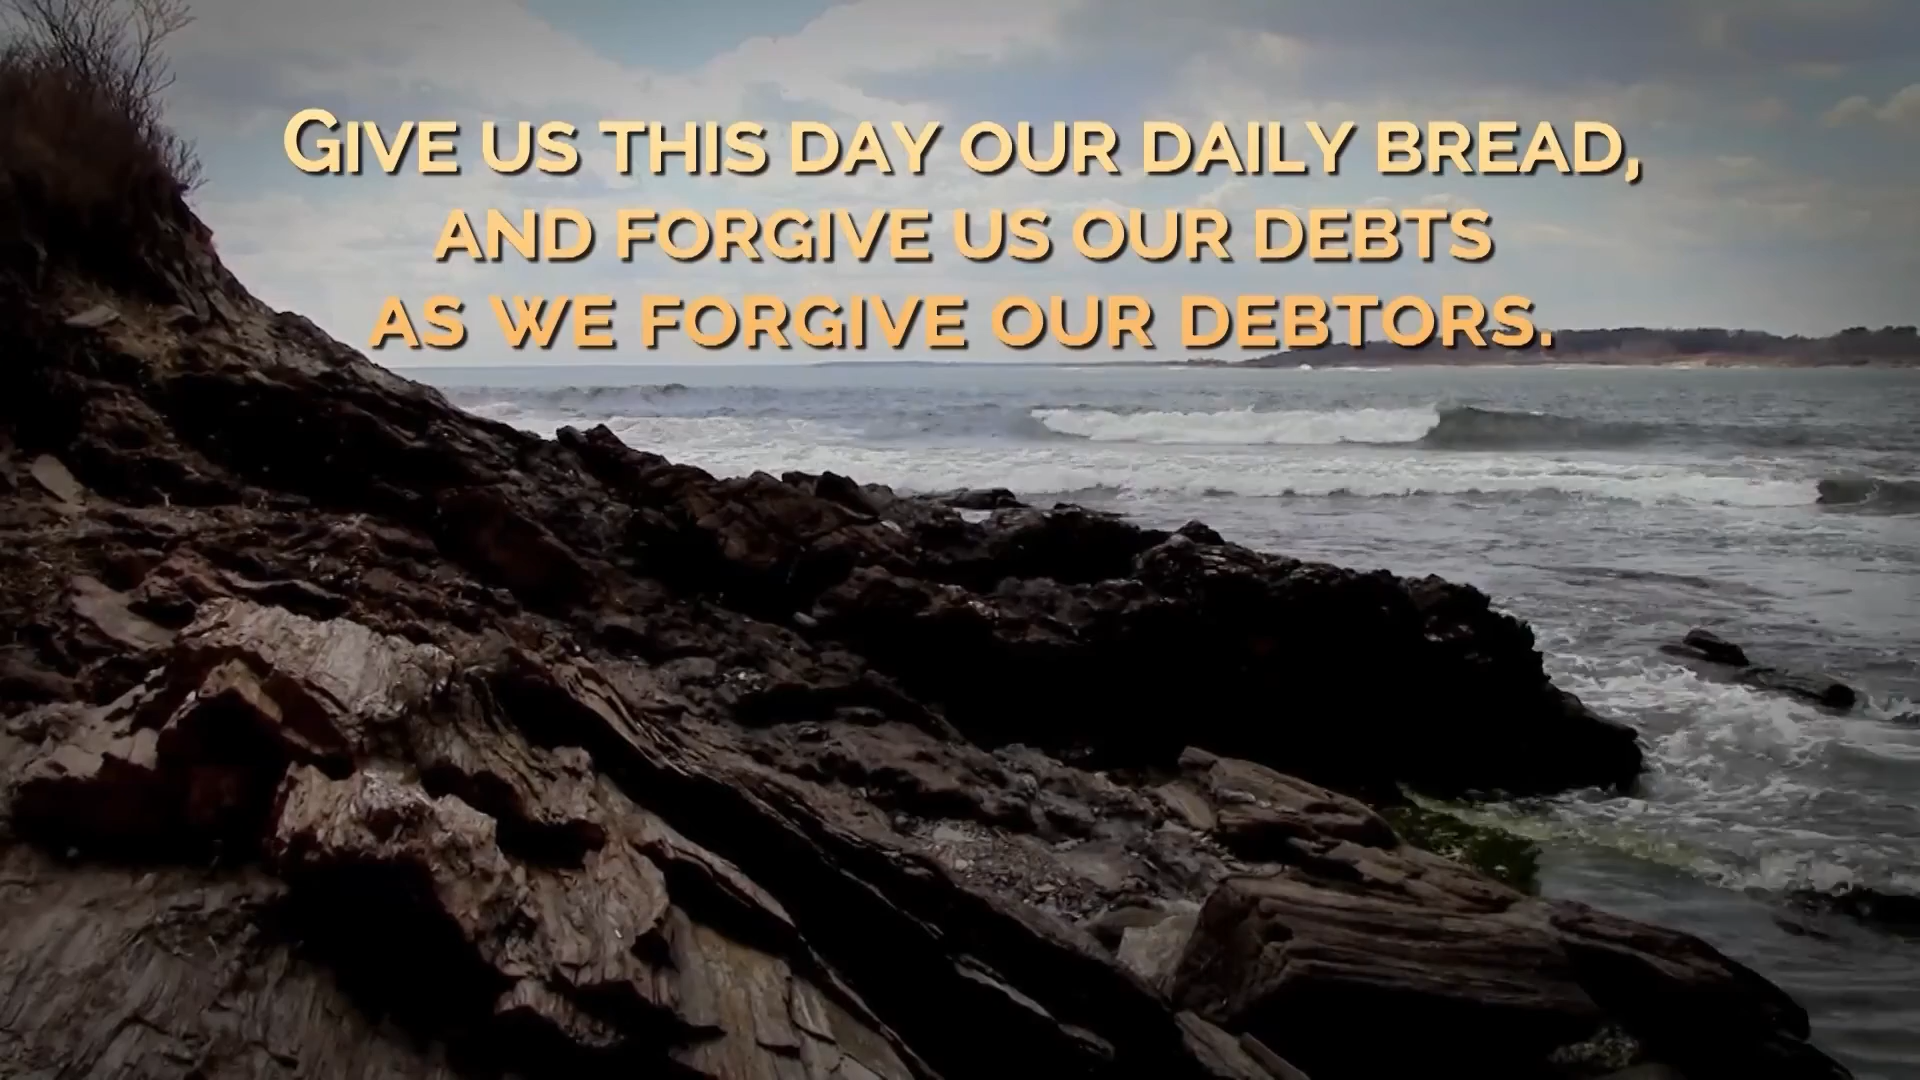 Give us this day our daily bread,
and forgive us our debts
as we forgive our debtors.